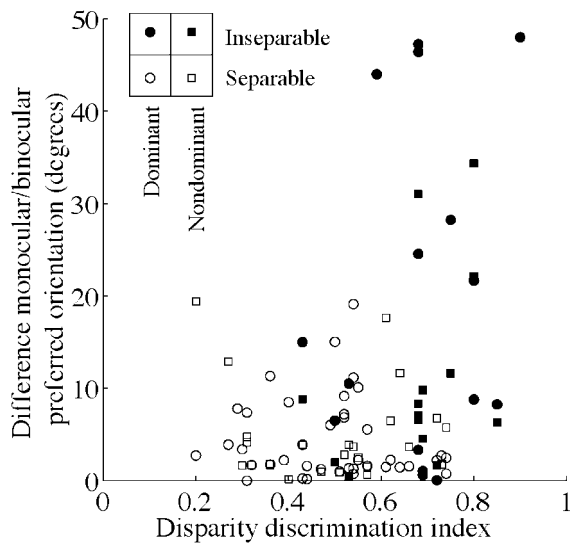 50
40
30
20
10
0
Difference monocular/binocular
preferred orientation (degrees)
Inseparable
Separable
Dominant
Nondominant
0 0.2 0.4 0.6 0.8 1
Disparity discrimination index